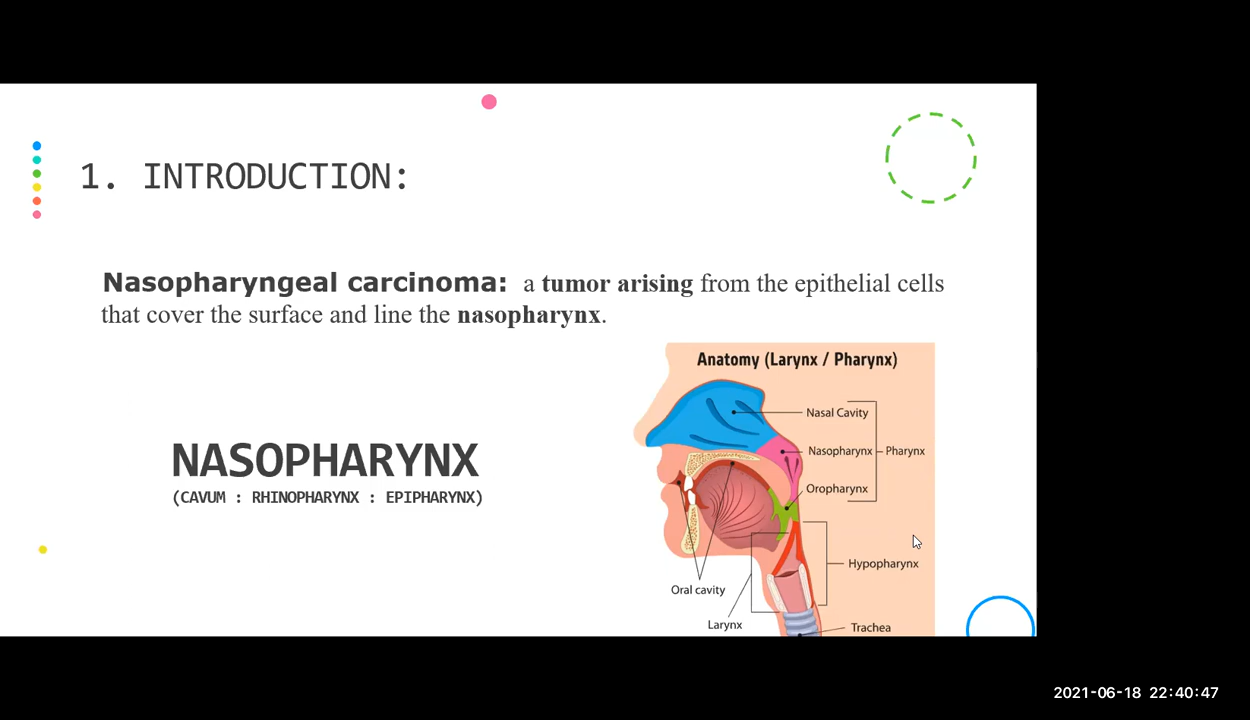 1. INTRODUCTION:
Nasopharyngeal carcinoma: a tumor arising from the epithelial cells
that cover the surface and line the nasopharynx.
Anatomy (Larynx / Pharynx)
Nasal Cavity
Nasopharynx
Pharynx
NASOPHARYNX
(CAVUM : RHINOPHARYNX : EPIPHARYNX)
Oropharynx
Hypopharynx
Oral cavity
Larynx
Trachea
2021-06-18 22:40:47